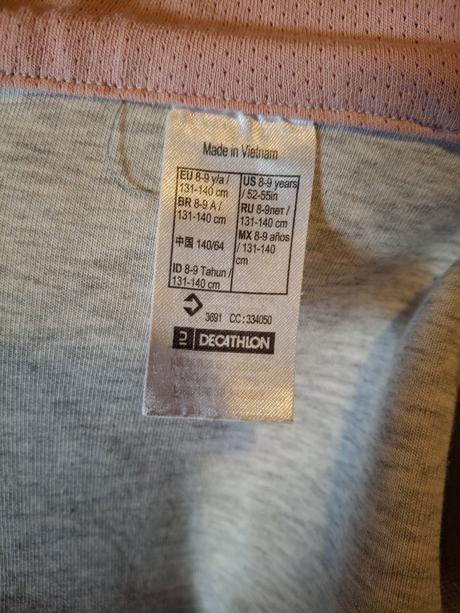 Made in Vietnam
EU 8-9 y/a /
131-140 cm
BR 8-9 A /
131-140 cm
中国 140/64
ID 8-9 Tahun /
131-140 cm
US 8-9 years
/ 52-55in
RU 8-9лет /
131-140 cm
MX 8-9 años
/ 131-140
cm
3691 CC : 334050
DECATHLON